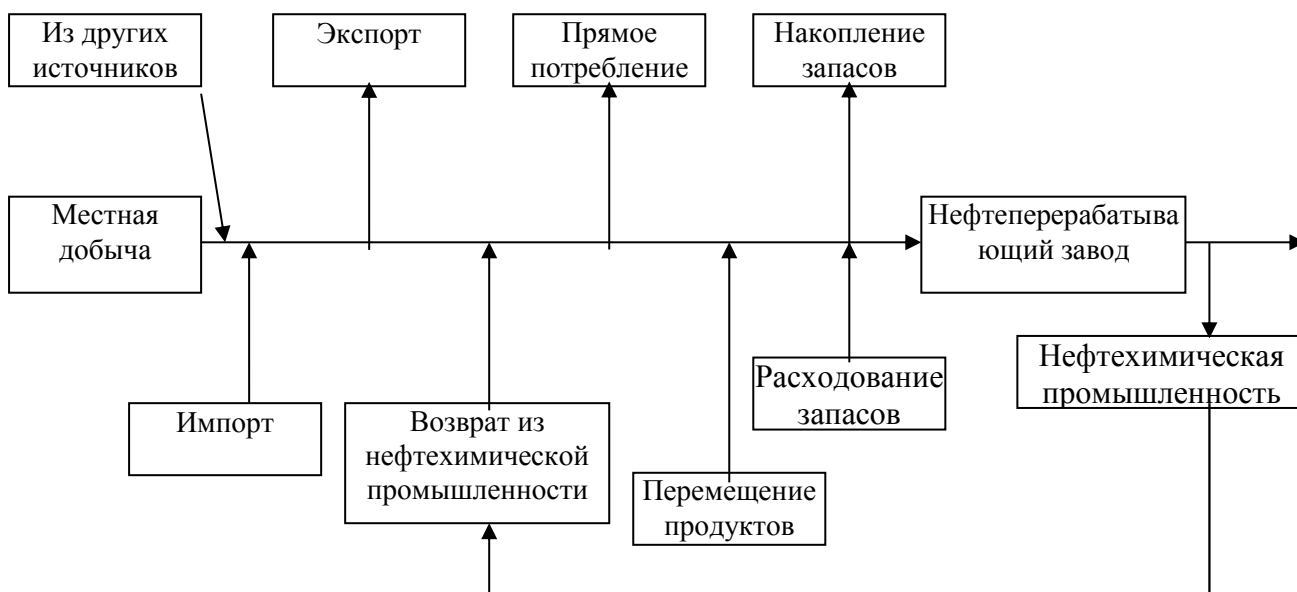 Из других
источников
Экспорт
Прямое
потребление
Накопление
запасов
Местная
добыча
Нефтеперерабатыва
ющий завод
Нефтехимическая
промышленность
Расходование
запасов
Импорт
Возврат из
нефтехимической
промышленности
Перемещение
продуктов